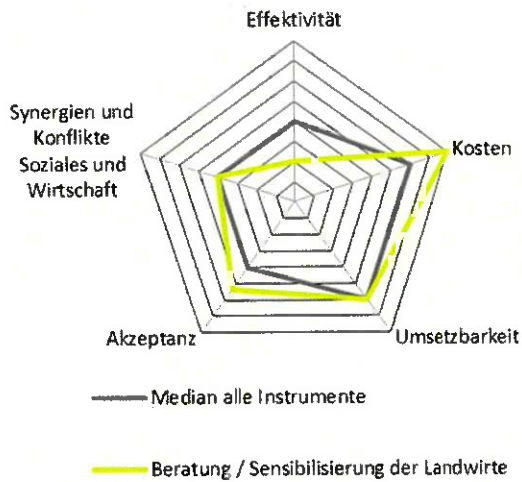 Effektivität
Synergien und
Konflikte
Soziales und
Wirtschaft
Kosten
Akzeptanz
Umsetzbarkeit
Median alle Instrumente
Beratung / Sensibilisierung der Landwirte